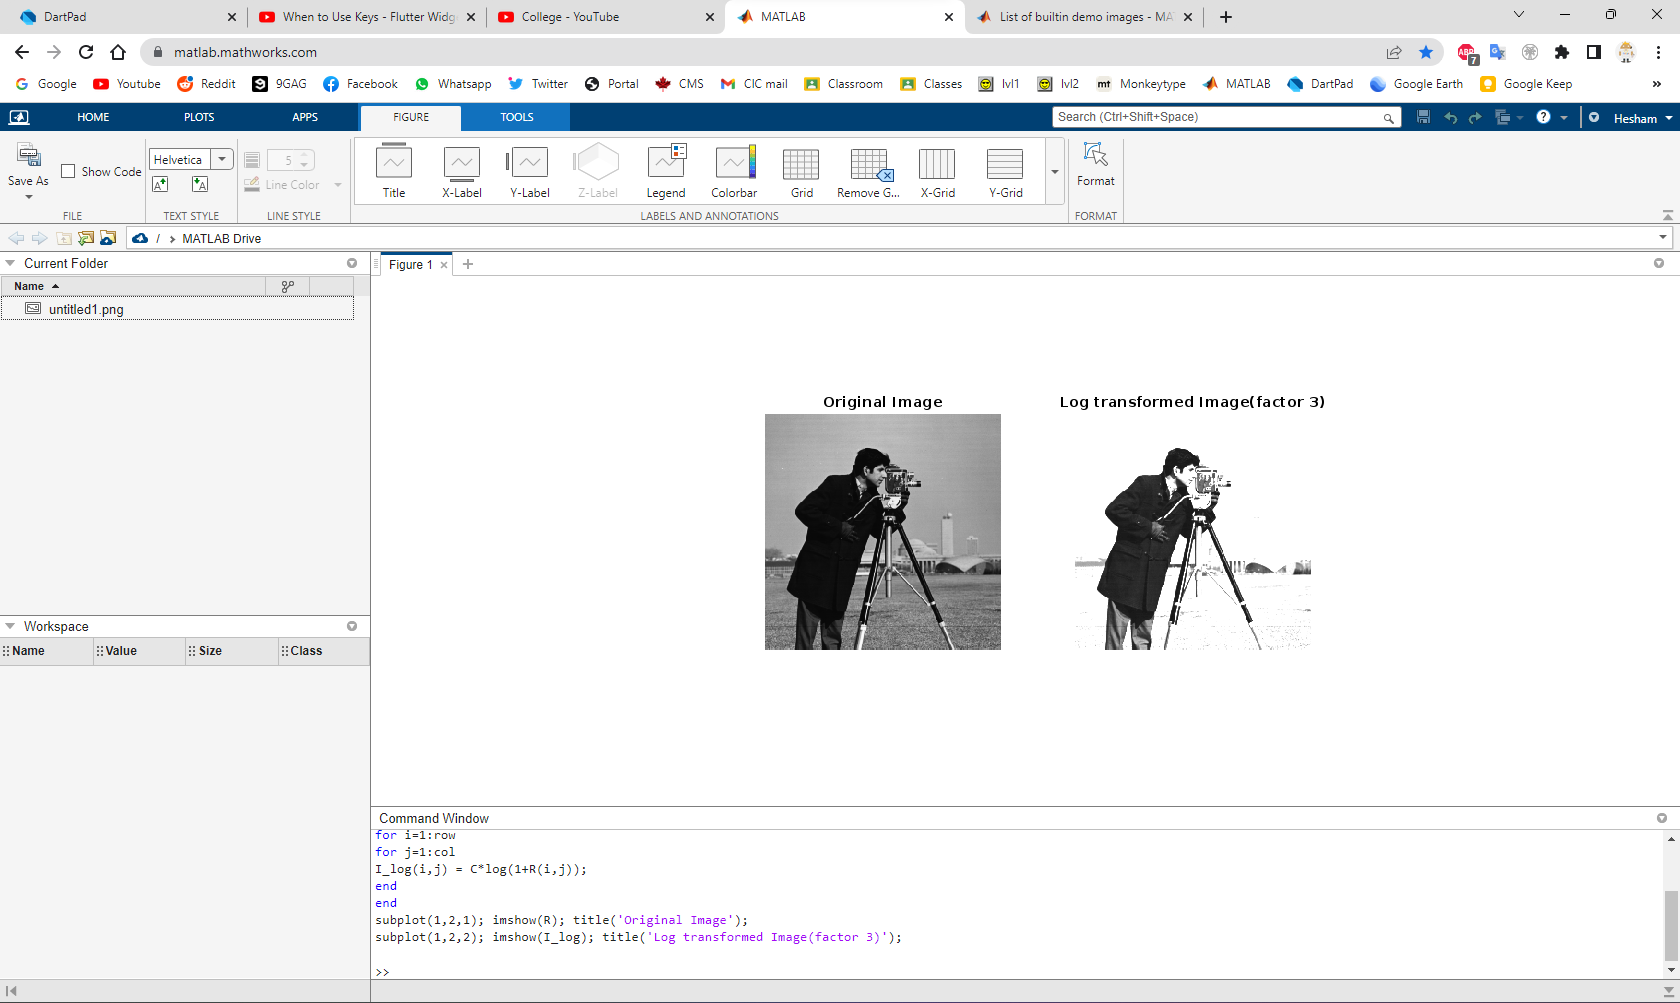 DartPad
When to Use Keys - Flutter Widg
College - YouTube
MATLAB
List of builtin demo images - MA
matlab.mathworks.com
ABP
7
Google
Youtube
Reddit
9GAG
Facebook
Whatsapp
Twitter
Portal
CMS
CIC mail
Classroom
Classes
lvl1
lvl2
mt Monkeytype
MATLAB
DartPad
Google Earth
Google Keep
»
HOME
PLOTS
APPS
FIGURE
TOOLS
Search (Ctrl+Shift+Space)
Hesham
Save As
Show Code
FILE
Helvetica
TEXT STYLE
5
Line Color
LINE STYLE
Title
X-Label
Y-Label
Z-Label
Legend
Colorbar
Grid
Remove G...
X-Grid
Y-Grid
LABELS AND ANNOTATIONS
Format
FORMAT
/ › MATLAB Drive
Current Folder
Name
untitled1.png
Workspace
Name Value Size Class
Figure 1
Original Image
Log transformed Image(factor 3)
Command Window
for i=1:row
for j=1:col
I_log(i,j) = C*log(1+R(i,j));
end
end
subplot(1,2,1); imshow(R); title('Original Image');
subplot(1,2,2); imshow(I_log); title('Log transformed Image(factor 3)');
>>